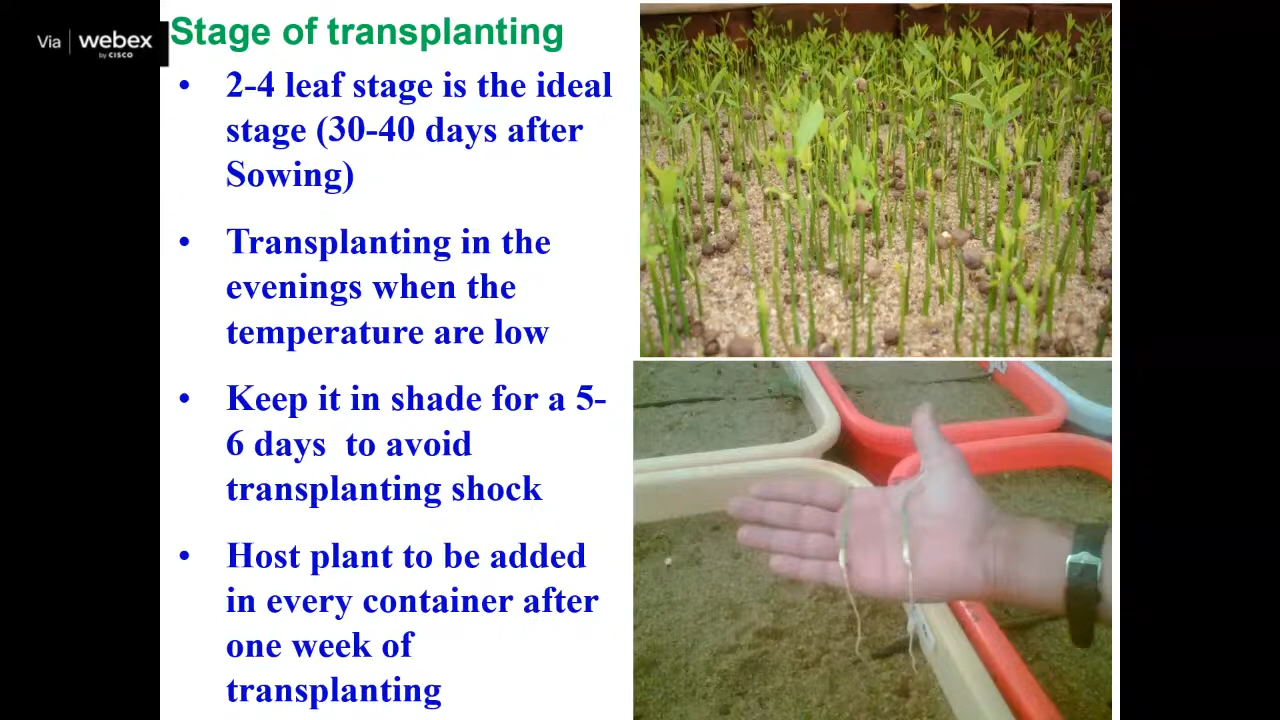 Via webex
by CISCO
Stage of transplanting
• 2-4 leaf stage is the ideal
stage (30-40 days after
Sowing)
• Transplanting in the
evenings when the
temperature are low
• Keep it in shade for a 5-
6 days to avoid
transplanting shock
• Host plant to be added
in every container after
one week of
transplanting